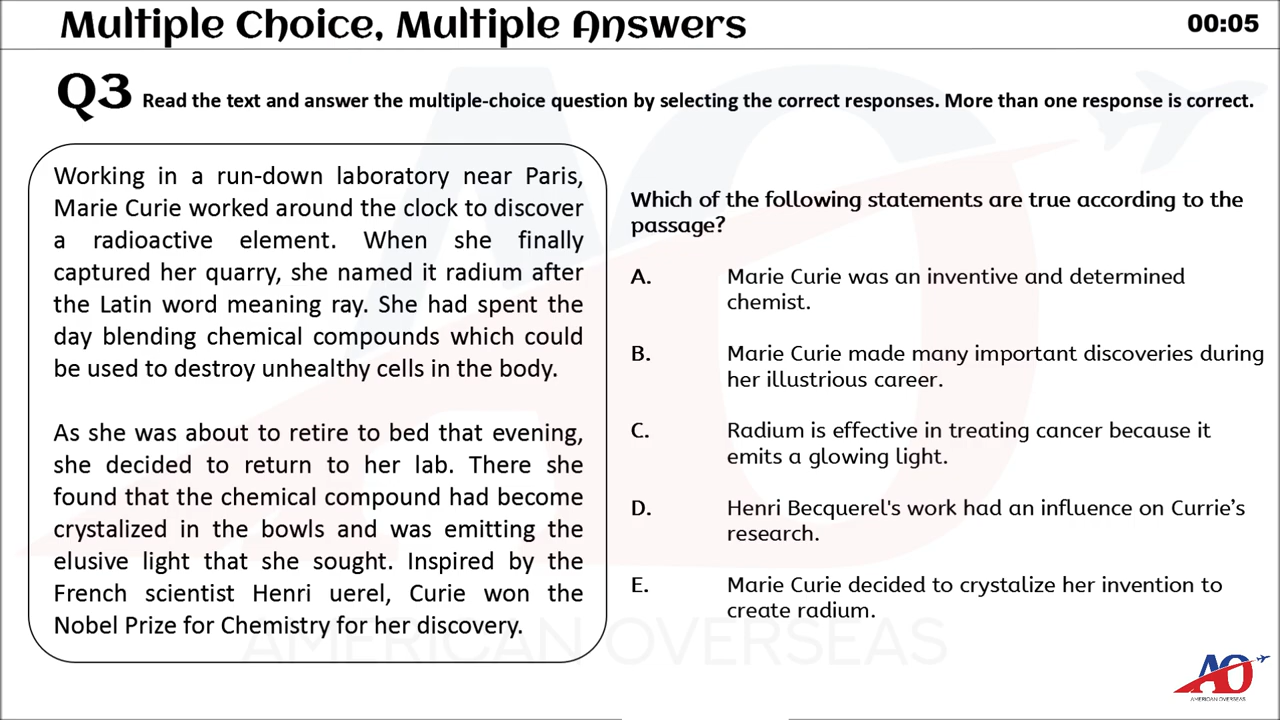 Multiple Choice, Multiple Answers
00:05
Q3 Read the text and answer the multiple-choice question by selecting the correct responses. More than one response is correct.
Working in a run-down laboratory near Paris,
Marie Curie worked around the clock to discover
a radioactive element. When she finally
captured her quarry, she named it radium after
the Latin word meaning ray. She had spent the
day blending chemical compounds which could
be used to destroy unhealthy cells in the body.
As she was about to retire to bed that evening,
she decided to return to her lab. There she
found that the chemical compound had become
crystalized in the bowls and was emitting the
elusive light that she sought. Inspired by the
French scientist Henri uerel, Curie won the
Nobel Prize for Chemistry for her discovery.
Which of the following statements are true according to the
passage?
A. Marie Curie was an inventive and determined
chemist.
B. Marie Curie made many important discoveries during
her illustrious career.
C. Radium is effective in treating cancer because it
emits a glowing light.
D. Henri Becquerel's work had an influence on Currie’s
research.
E. Marie Curie decided to crystalize her invention to
create radium.
AMERICAN OVERSEAS
AO
AMERICAN OVERSEAS